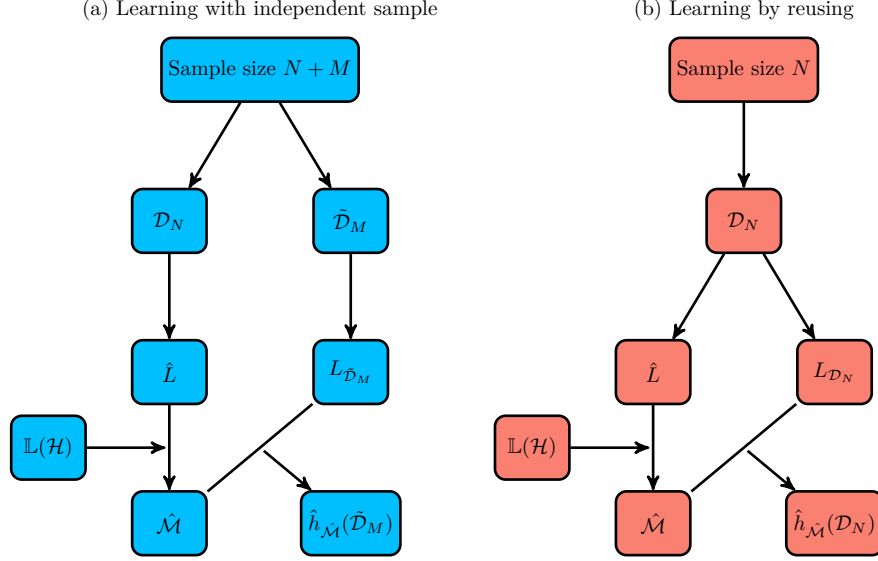 (a) Learning with independent sample
Sample size N + M
𝒟_N
𝒟̃_M
L̂
L_{𝒟̃_M}
𝕃(ℋ)
ℳ̂
ĥ_{ℳ̂}(𝒟̃_M)
(b) Learning by reusing
Sample size N
𝒟_N
L̂
L_{𝒟_N}
𝕃(ℋ)
ℳ̂
ĥ_{ℳ̂}(𝒟_N)